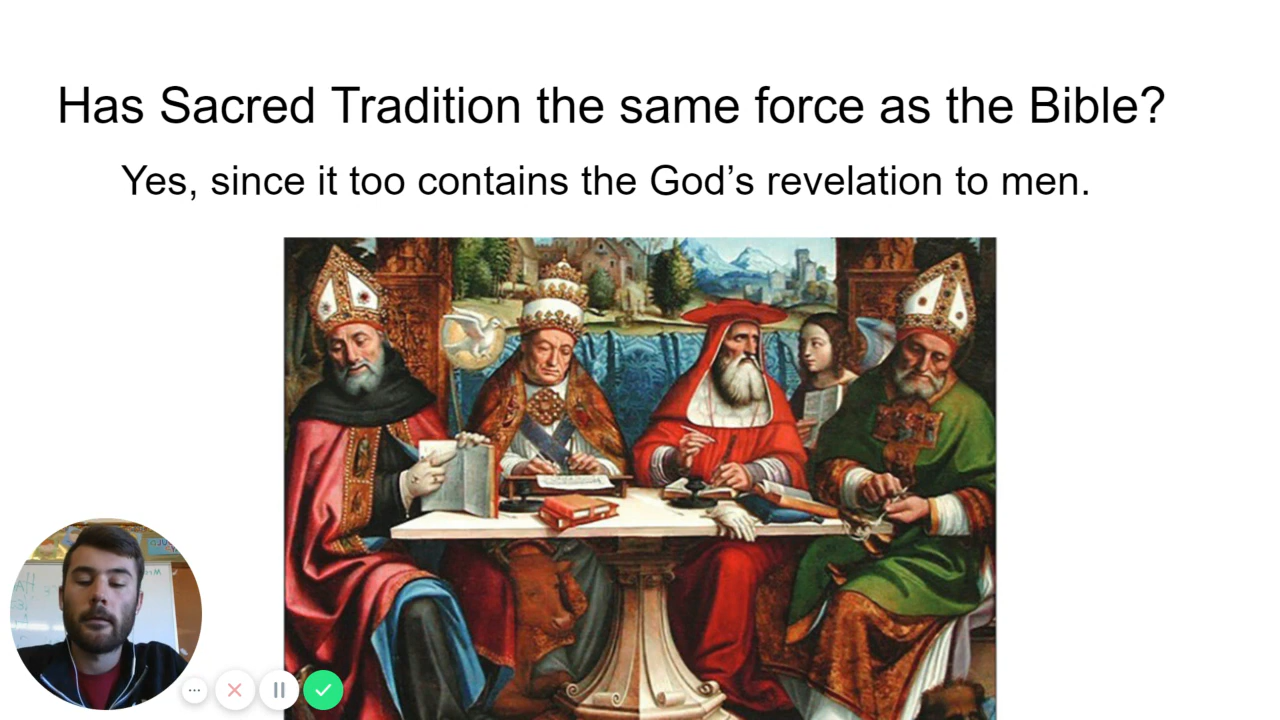 Has Sacred Tradition the same force as the Bible?
Yes, since it too contains the God’s revelation to men.